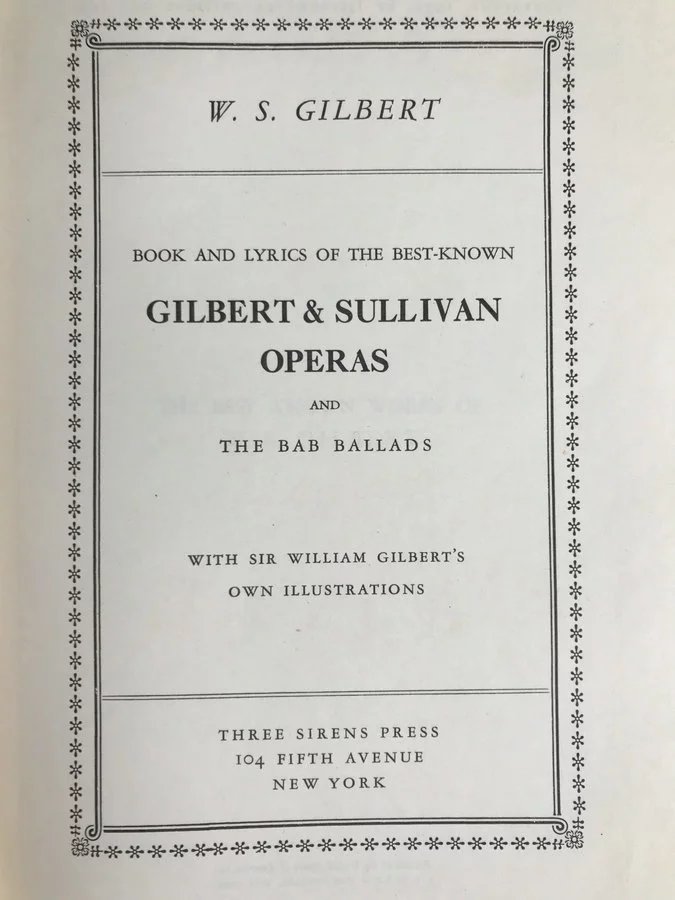 W. S. GILBERT
BOOK AND LYRICS OF THE BEST-KNOWN
GILBERT & SULLIVAN
OPERAS
AND
THE BAB BALLADS
WITH SIR WILLIAM GILBERT'S
OWN ILLUSTRATIONS
THREE SIRENS PRESS
104 FIFTH AVENUE
NEW YORK